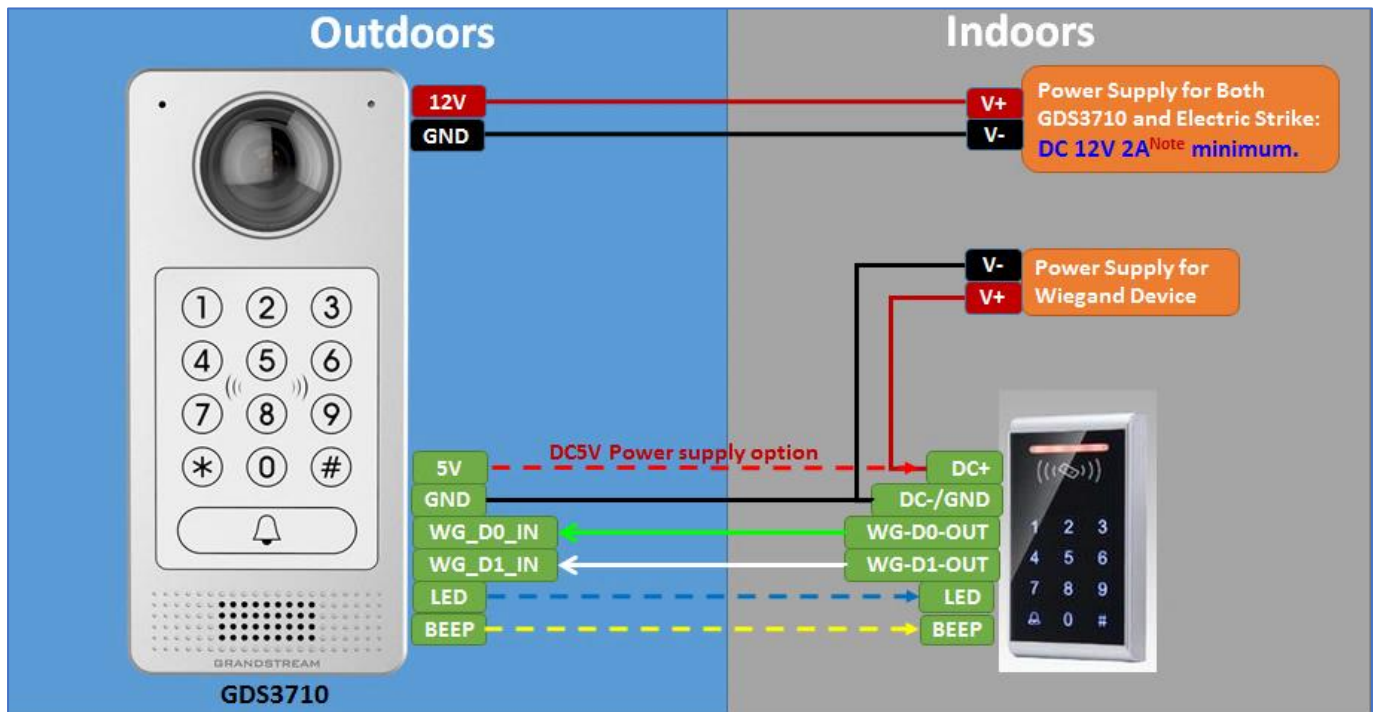 Outdoors
Indoors
12V
GND
V+
V-
Power Supply for Both
GDS3710 and Electric Strike:
DC 12V 2A Note minimum.
V-
V+
Power Supply for
Wiegand Device
1 2 3
4 5 6
7 8 9
* 0 #
DC5V Power supply option
5V
GND
WG_D0_IN
WG_D1_IN
LED
BEEP
DC+
DC-/GND
WG-D0-OUT
WG-D1-OUT
LED
BEEP
1 2 3
4 5 6
7 8 9
0 #
GRANDSTREAM
GDS3710